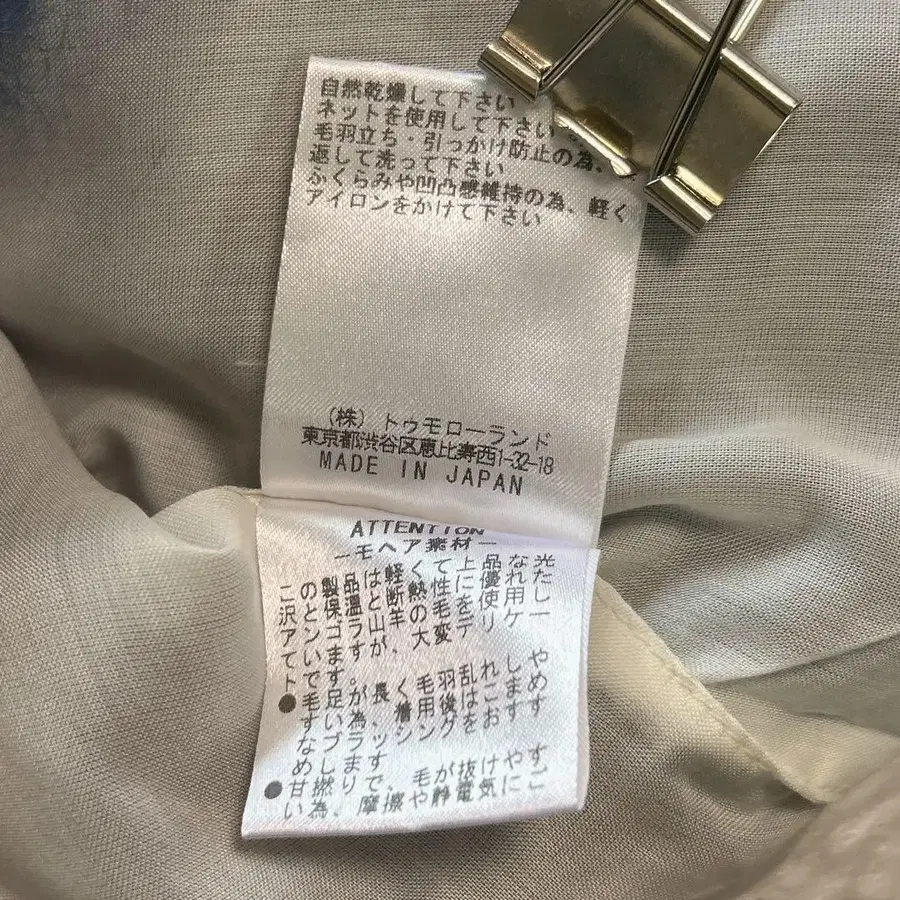 自然乾燥して下さい
ネットを使用して下さい
毛羽立ち・引っかけ防止の為、
返して洗って下さい
ふくらみや凹凸感維持の為、軽く
アイロンをかけて下さい
(株) トゥモローランド
東京都渋谷区恵比寿西1-32-18
MADE IN JAPAN
ATTENTION
―モヘア素材―
この製品は軽くて上品な光
沢と保温と断熱性に優れた
アンゴラ山羊の毛を使用し
ていますが、大変デリケー
トです。
●毛足が長く、毛羽乱れしや
すい為、着用後はこまめ
なブラッシングをおすす
めします。
●甘い撚りで、毛が抜けやす
い為、摩擦や静電気にご